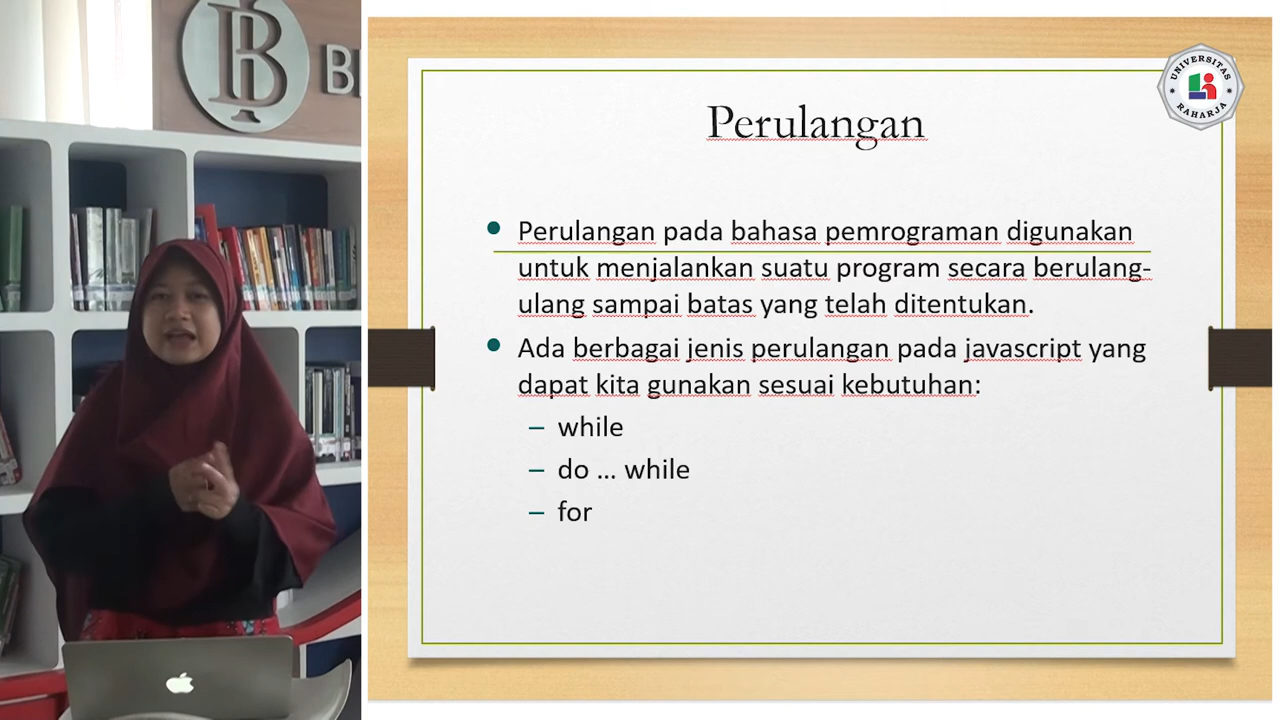 BI
UNIVERSITAS
RAHARJA
Perulangan
Perulangan pada bahasa pemrograman digunakan
untuk menjalankan suatu program secara berulang-
ulang sampai batas yang telah ditentukan.
Ada berbagai jenis perulangan pada javascript yang
dapat kita gunakan sesuai kebutuhan:
– while
– do ... while
– for